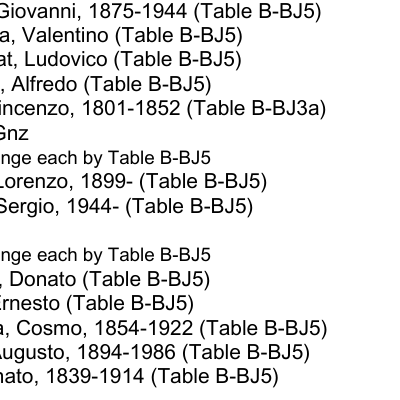 Giovanni, 1875-1944 (Table B-BJ5)
a, Valentino (Table B-BJ5)
at, Ludovico (Table B-BJ5)
, Alfredo (Table B-BJ5)
incenzo, 1801-1852 (Table B-BJ3a)
Gnz
nge each by Table B-BJ5
Lorenzo, 1899- (Table B-BJ5)
Sergio, 1944- (Table B-BJ5)
nge each by Table B-BJ5
, Donato (Table B-BJ5)
Ernesto (Table B-BJ5)
a, Cosmo, 1854-1922 (Table B-BJ5)
Augusto, 1894-1986 (Table B-BJ5)
nato, 1839-1914 (Table B-BJ5)